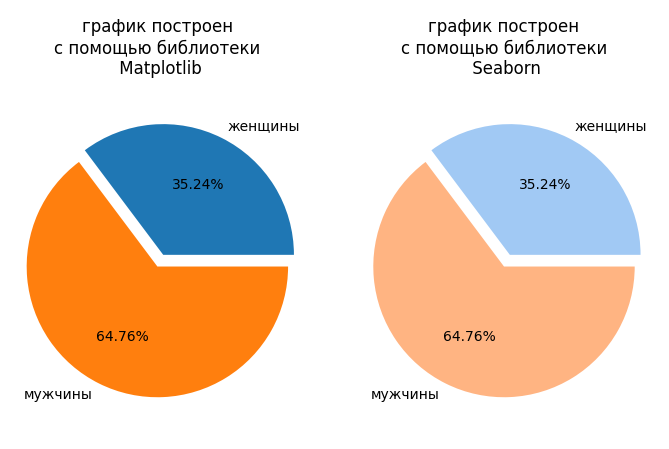 график построен
с помощью библиотеки
Matplotlib
женщины
35.24%
64.76%
мужчины
график построен
с помощью библиотеки
Seaborn
женщины
35.24%
64.76%
мужчины